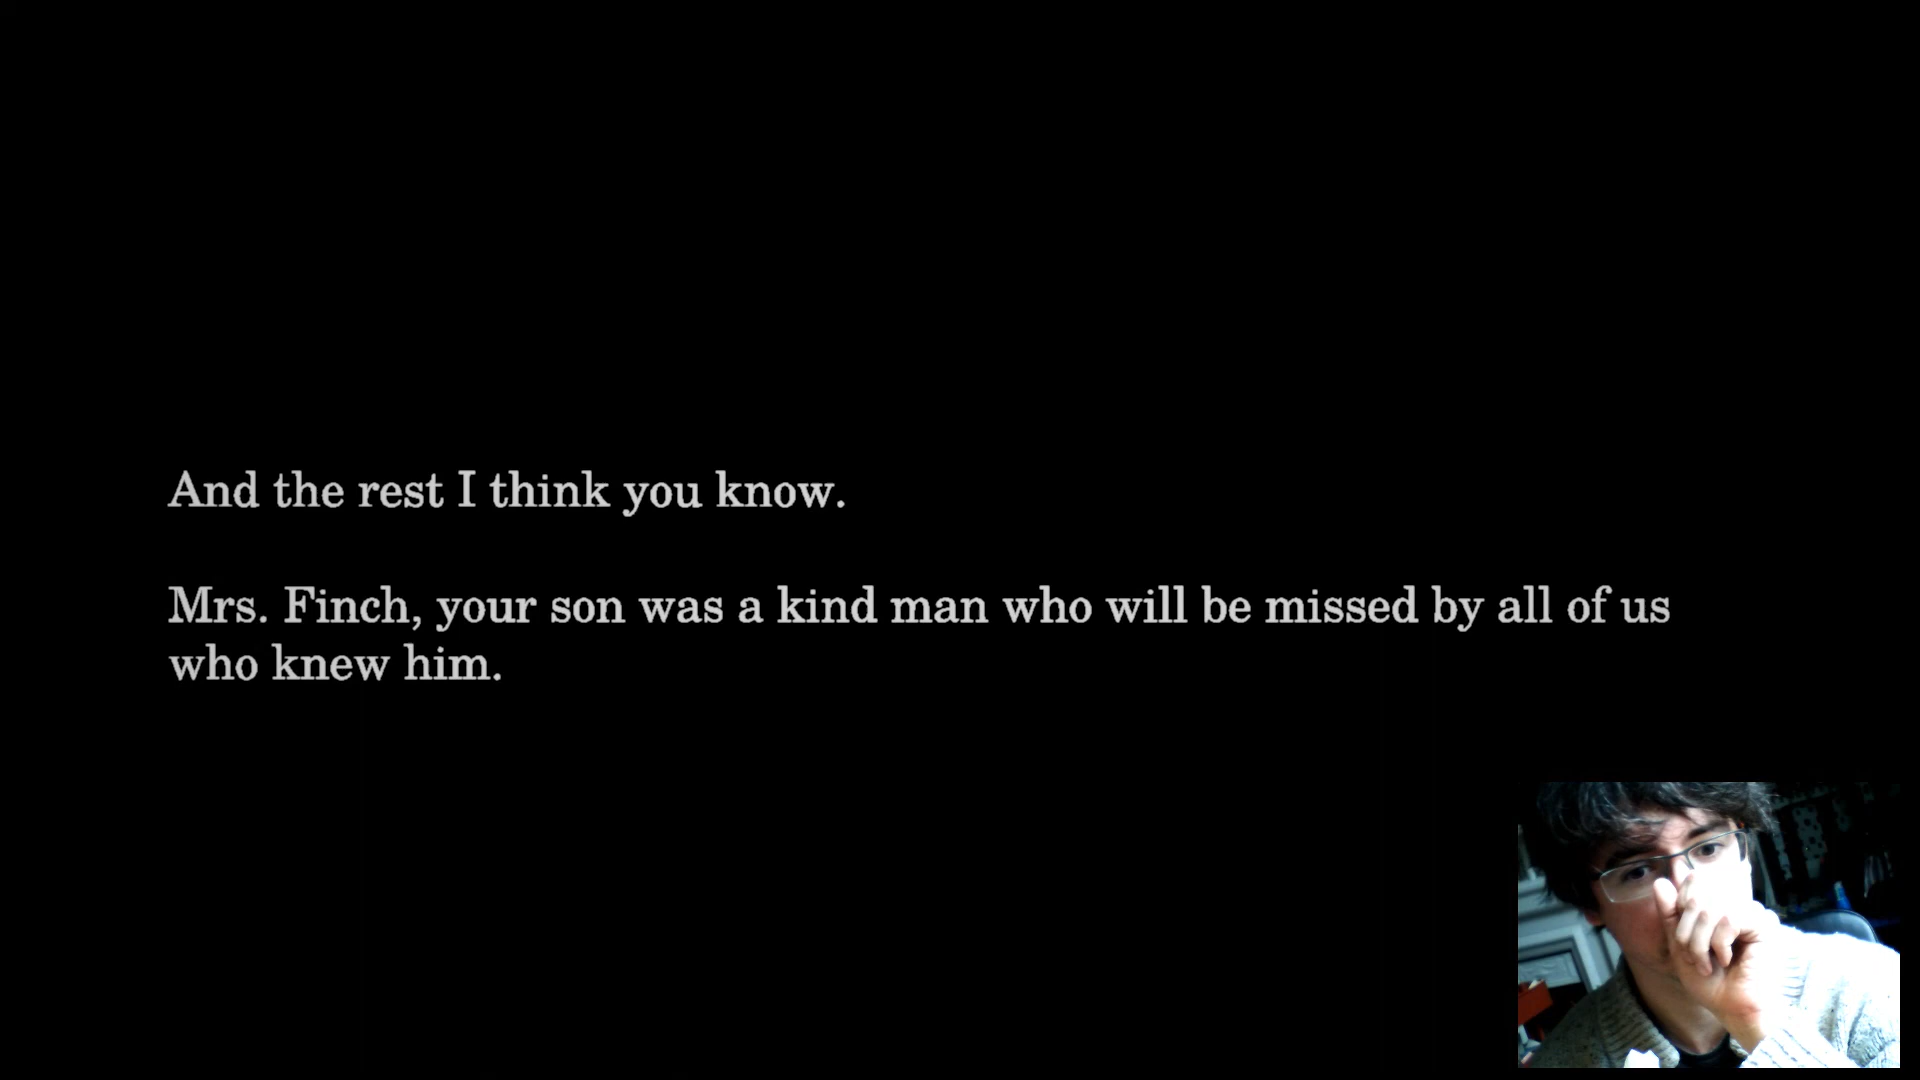 And the rest I think you know.
Mrs. Finch, your son was a kind man who will be missed by all of us
who knew him.